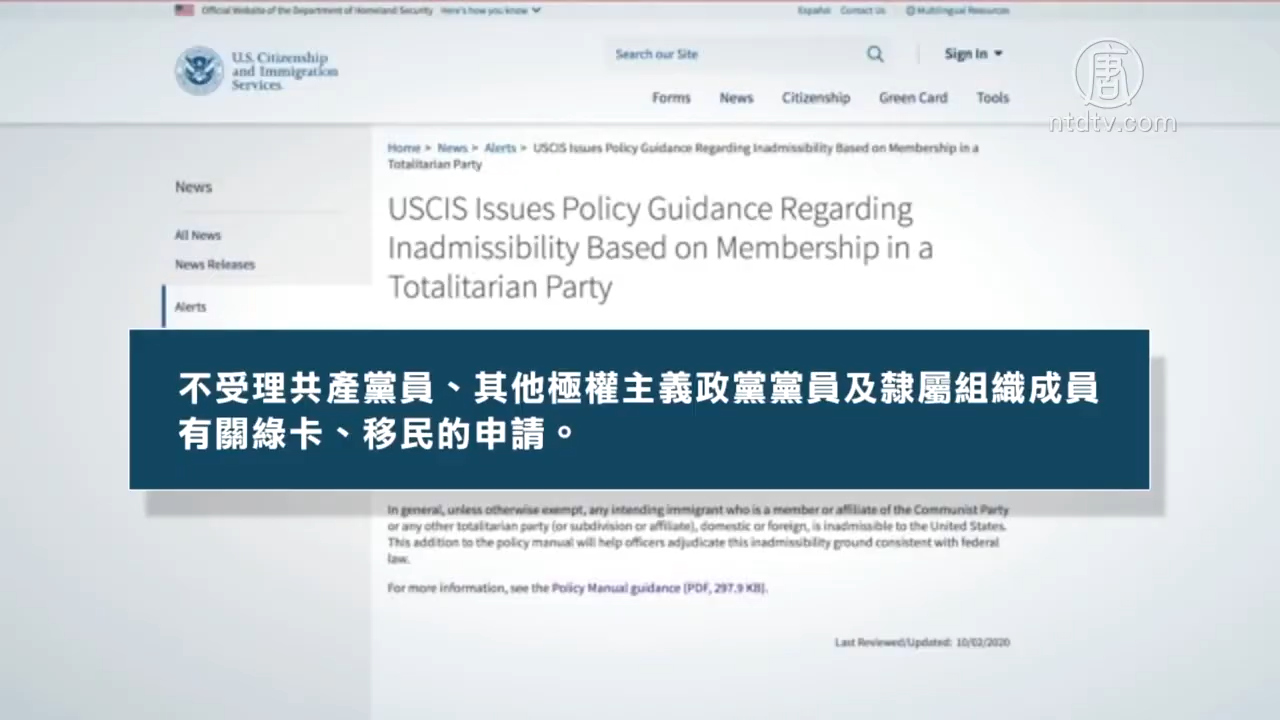 Official Website of the Department of Homeland Security Here's how you know
Español Contact Us Multilingual Resources
U.S. Citizenship
and Immigration
Services
Search our Site
Sign In
唐
ntdtv.com
Forms News Citizenship Green Card Tools
Home > News > Alerts > USCIS Issues Policy Guidance Regarding Inadmissibility Based on Membership in a
Totalitarian Party
News
All News
News Releases
Alerts
USCIS Issues Policy Guidance Regarding
Inadmissibility Based on Membership in a
Totalitarian Party
不受理共產黨員、其他極權主義政黨黨員及隸屬組織成員
有關綠卡、移民的申請。
In general, unless otherwise exempt, any intending immigrant who is a member or affiliate of the Communist Party
or any other totalitarian party (or subdivision or affiliate), domestic or foreign, is inadmissible to the United States.
This addition to the policy manual will help officers adjudicate this inadmissibility ground consistent with federal
law.
For more information, see the Policy Manual guidance (PDF, 297.9 KB).
Last Reviewed/Updated: 10/02/2020